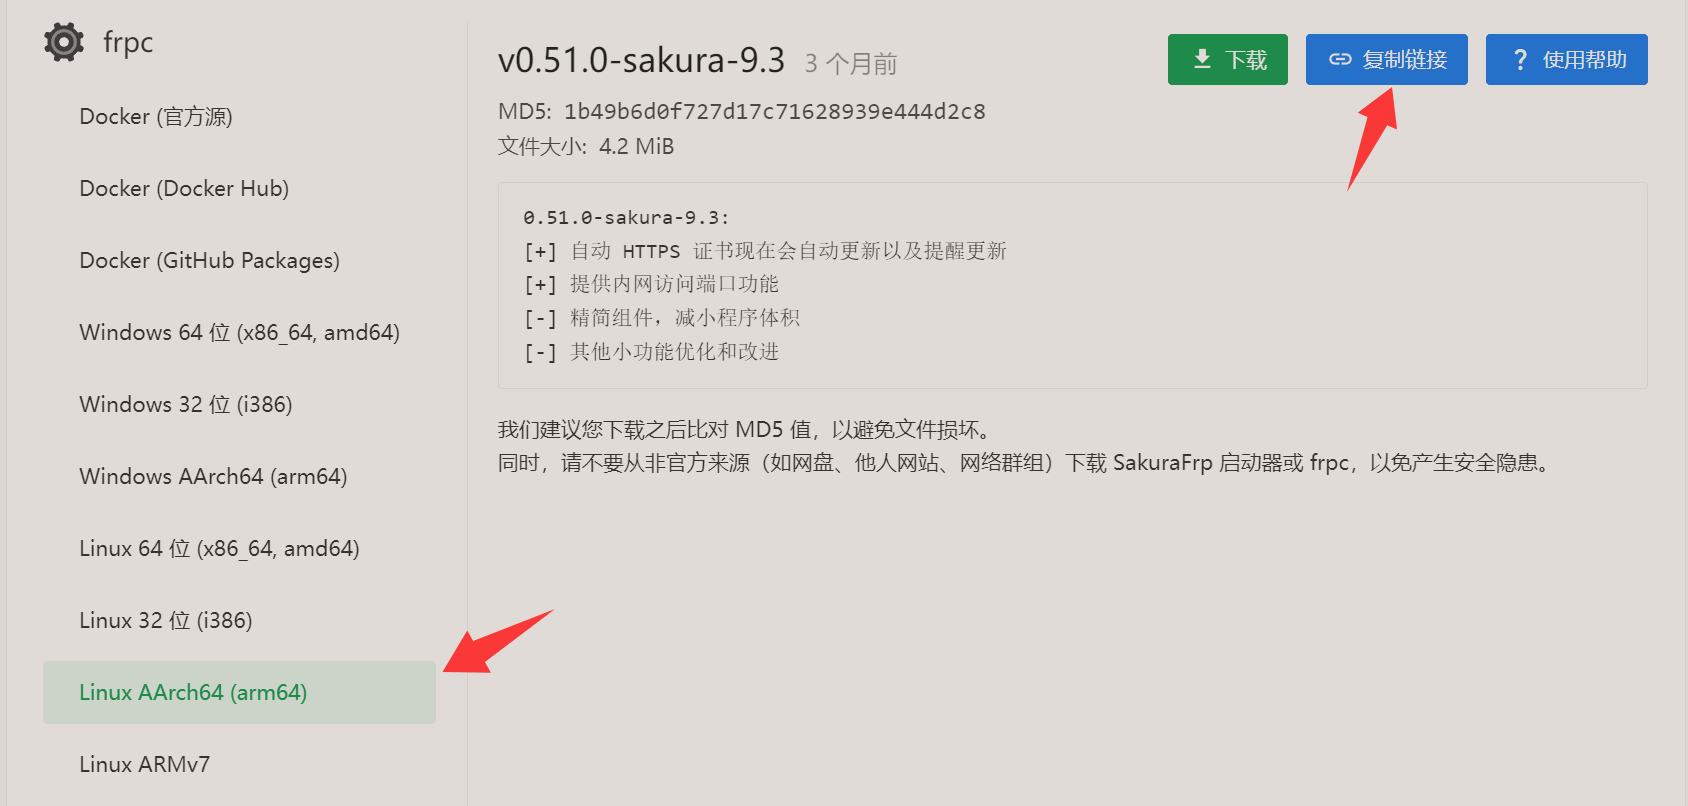 frpc
Docker (官方源)
Docker (Docker Hub)
Docker (GitHub Packages)
Windows 64 位 (x86_64, amd64)
Windows 32 位 (i386)
Windows AArch64 (arm64)
Linux 64 位 (x86_64, amd64)
Linux 32 位 (i386)
Linux AArch64 (arm64)
Linux ARMv7
v0.51.0-sakura-9.3 3 个月前
下载
复制链接
? 使用帮助
MD5: 1b49b6d0f727d17c71628939e444d2c8
文件大小: 4.2 MiB
0.51.0-sakura-9.3:
[+] 自动 HTTPS 证书现在会自动更新以及提醒更新
[+] 提供内网访问端口功能
[-] 精简组件，减小程序体积
[-] 其他小功能优化和改进
我们建议您下载之后比对 MD5 值，以避免文件损坏。
同时，请不要从非官方来源（如网盘、他人网站、网络群组）下载 SakuraFrp 启动器或 frpc，以免产生安全隐患。